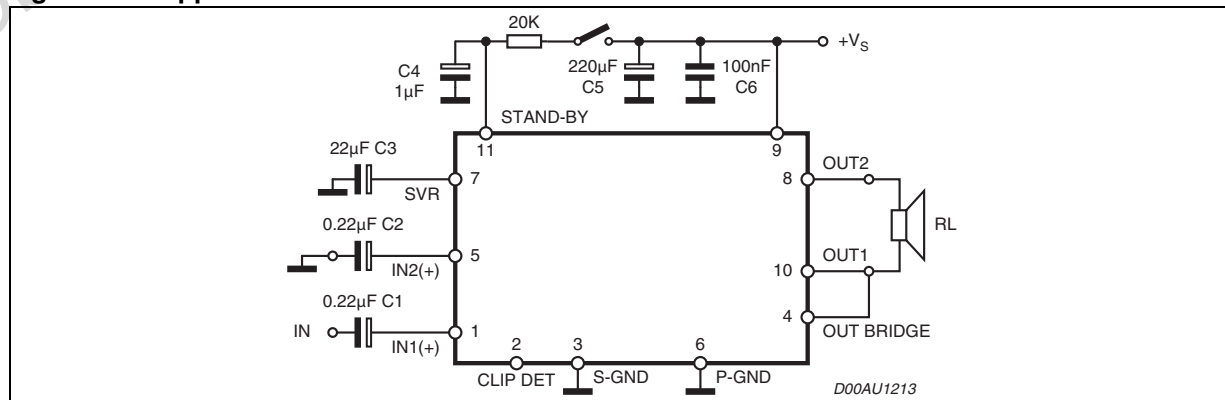 20K
+VS
C4
1µF
220µF
C5
100nF
C6
STAND-BY
11
9
22µF C3
7
SVR
8
OUT2
0.22µF C2
5
IN2(+)
RL
10
OUT1
0.22µF C1
IN
1
IN1(+)
4
OUT BRIDGE
2
3
6
CLIP DET
S-GND
P-GND
D00AU1213